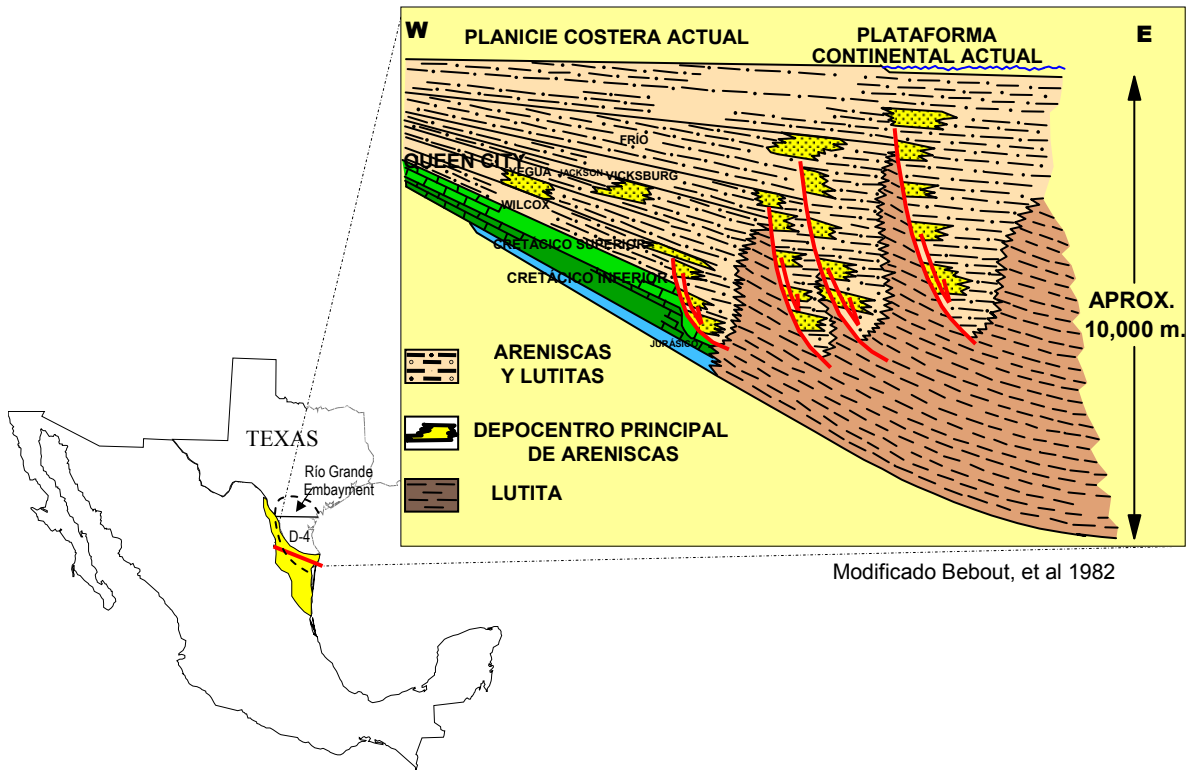 W
PLANICIE COSTERA ACTUAL
PLATAFORMA
CONTINENTAL ACTUAL
E
FRÍO
QUEEN CITY
YEGUA
JACKSON
VICKSBURG
WILCOX
CRETÁCICO SUPERIOR
CRETÁCICO INFERIOR
JURÁSICO
APROX.
10,000 m.
ARENISCAS
Y LUTITAS
DEPOCENTRO PRINCIPAL
DE ARENISCAS
LUTITA
Modificado Bebout, et al 1982
TEXAS
Río Grande
Embayment
D-4